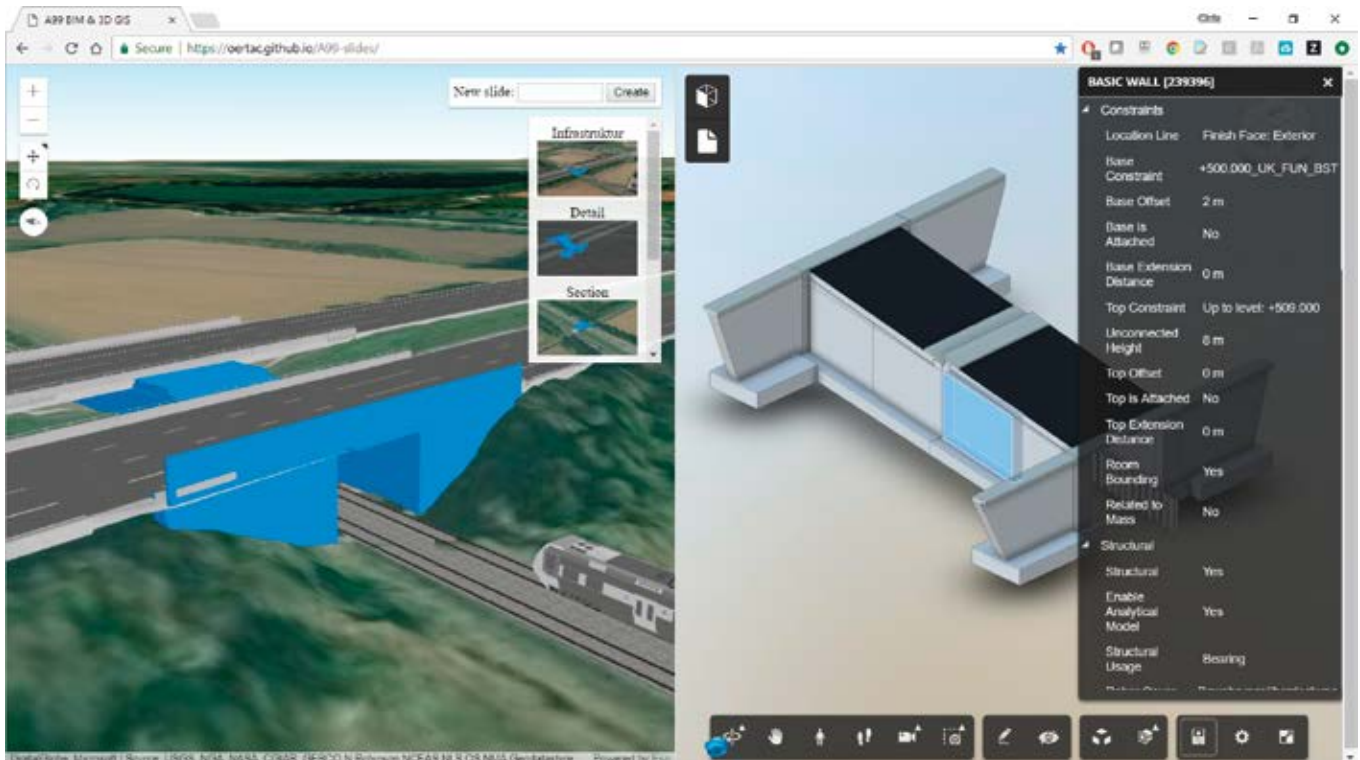 A99 BIM & 3D GIS
Secure | https://oertac.github.io/A99-slides/
New slide:
Create
Infrastruktur
Detail
Section
BASIC WALL [239396]
Constraints
Location Line Finish Face: Exterior
Base
Constraint +500.000_UK_FUN_BST
Base Offset 2 m
Base is
Attached No
Base Extension
Distance 0 m
Top Constraint Up to level: +509.000
Unconnected
Height
Top Offset 0 m
Top is Attached No
Top Extension
Distance 0 m
Room
Bounding Yes
Related to
Mass No
Structural
Structural Yes
Enable
Analytical
Model Yes
Structural
Usage Bearing